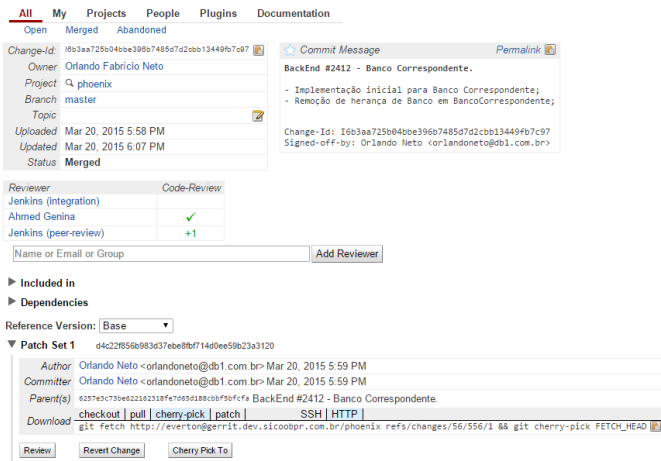 All My Projects People Plugins Documentation
Open Merged Abandoned
Change-Id: I6b3aa725b04bbe396b7485d7d2cbb13449fb7c97
Owner Orlando Fabrício Neto
Project phoenix
Branch master
Topic
Uploaded Mar 20, 2015 5:58 PM
Updated Mar 20, 2015 6:07 PM
Status Merged
Commit Message Permalink
BackEnd #2412 - Banco Correspondente.
- Implementação inicial para Banco Correspondente;
- Remoção de herança de Banco em BancoCorrespondente;
Change-Id: I6b3aa725b04bbe396b7485d7d2cbb13449fb7c97
Signed-off-by: Orlando Neto <orlandoneto@db1.com.br>
Reviewer Code-Review
Jenkins (integration)
Ahmed Genina ✓
Jenkins (peer-review) +1
Name or Email or Group Add Reviewer
Included in
Dependencies
Reference Version: Base
Patch Set 1 d4c22f856b983d37ebe8fbf714d0ee59b23a3120
Author Orlando Neto <orlandoneto@db1.com.br> Mar 20, 2015 5:59 PM
Committer Orlando Neto <orlandoneto@db1.com.br> Mar 20, 2015 5:59 PM
Parent(s) 6257e3c73be622162318fe7d65d188cbbf5bfcfa BackEnd #2412 - Banco Correspondente.
Download checkout | pull | cherry-pick | patch | SSH | HTTP |
git fetch http://everton@gerrit.dev.sicoobpr.com.br/phoenix refs/changes/56/556/1 && git cherry-pick FETCH_HEAD
Review Revert Change Cherry Pick To